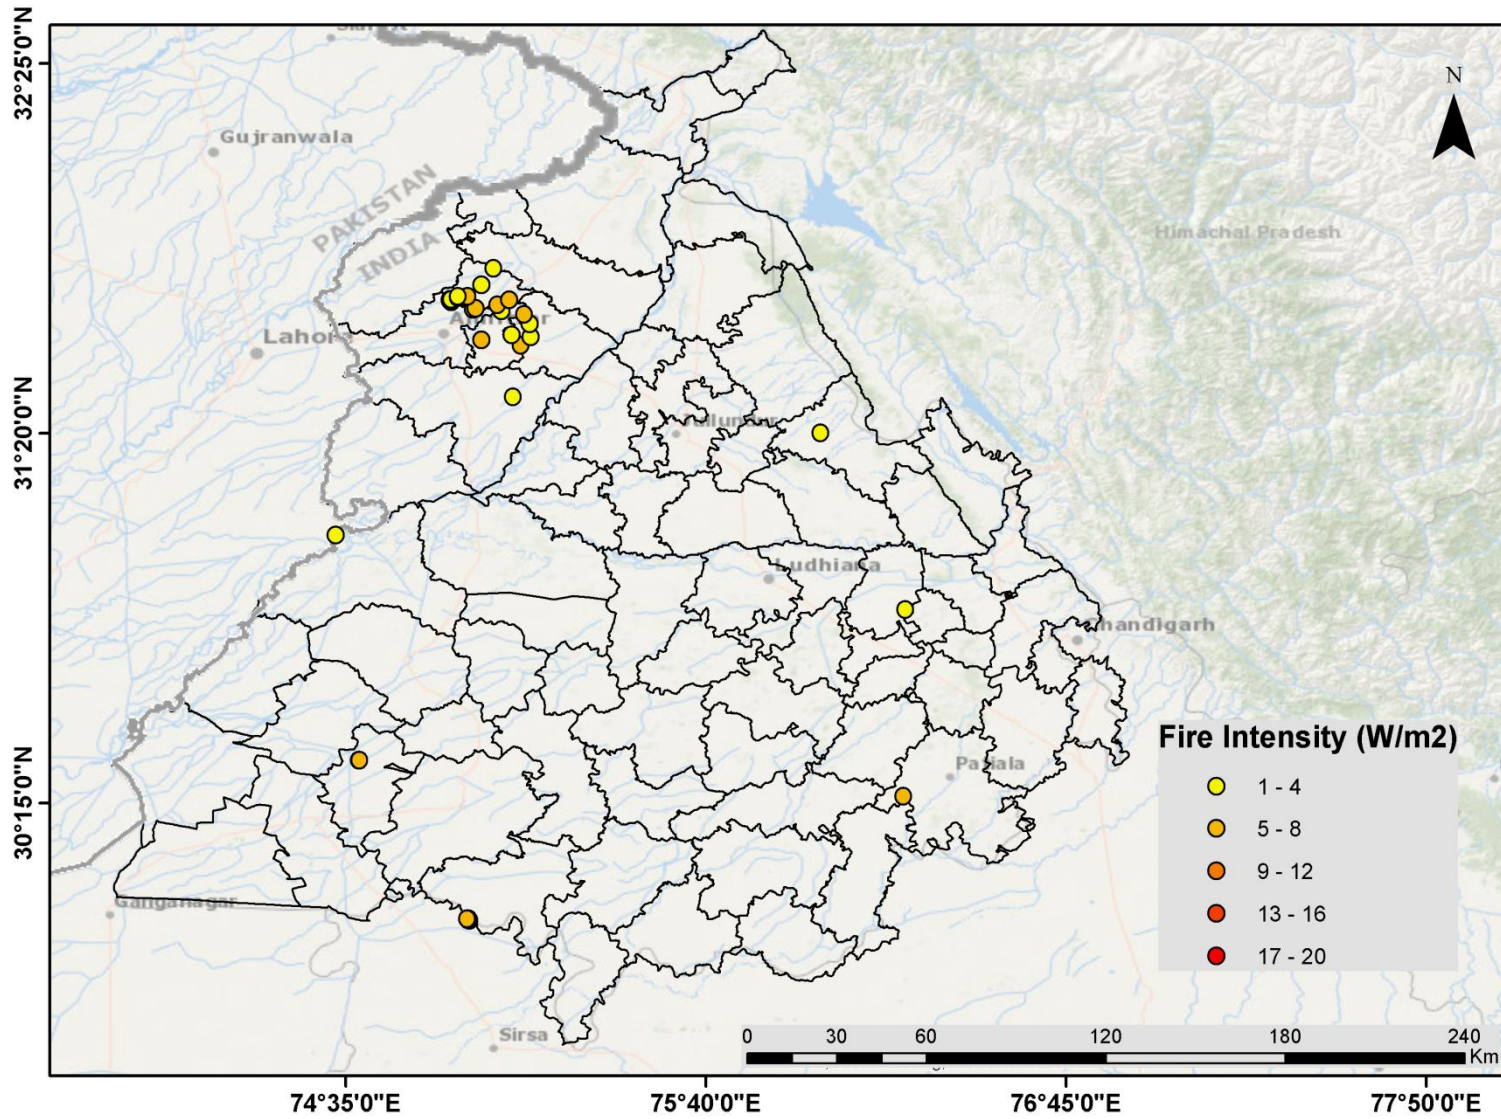 32°25'0"N
31°20'0"N
30°15'0"N
N
Gujranwala
PAKISTAN
INDIA
Himachal Pradesh
Lahore
Amritsar
Jullundur
Ludhiana
Chandigarh
Patiala
Ganganagar
Sirsa
Fire Intensity (W/m2)
1 - 4
5 - 8
9 - 12
13 - 16
17 - 20
0 30 60 120 180 240
Km
74°35'0"E 75°40'0"E 76°45'0"E 77°50'0"E